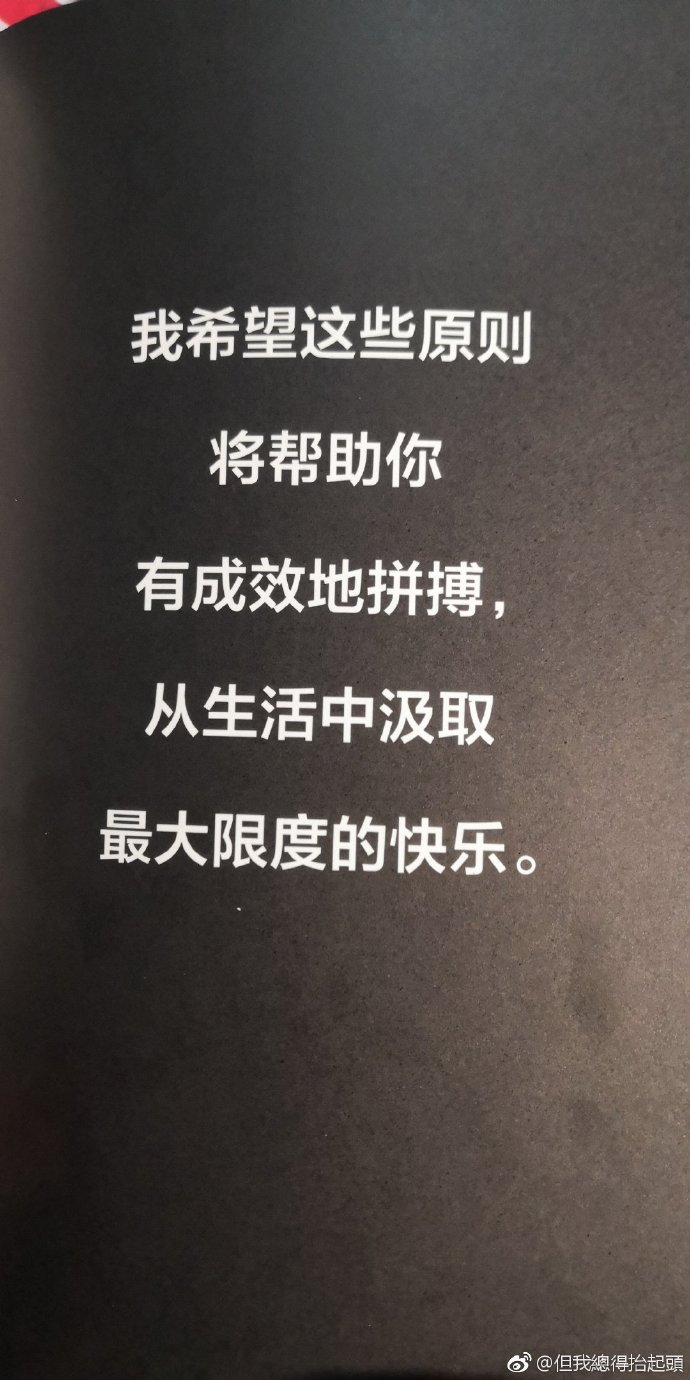 我希望这些原则
将帮助你
有成效地拼搏，
从生活中汲取
最大限度的快乐。
@但我總得抬起頭